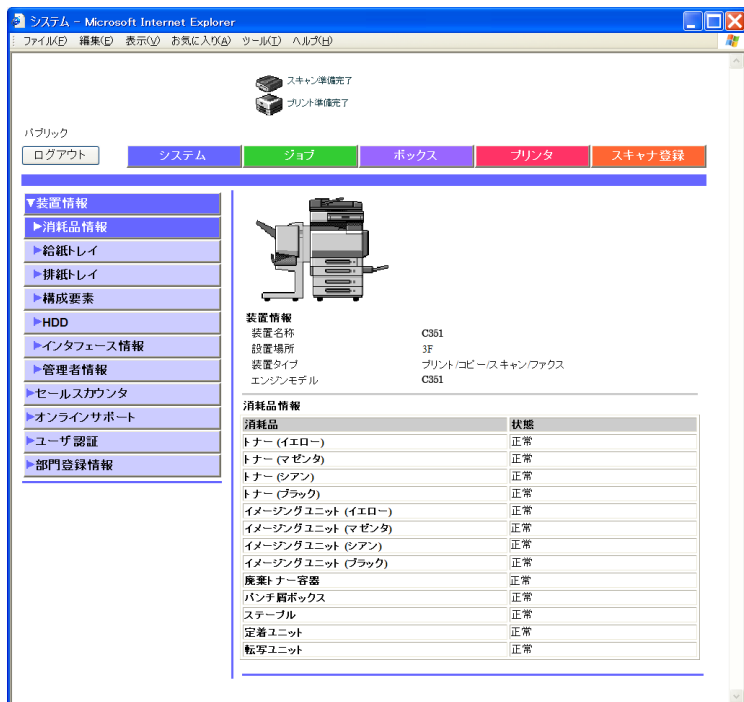 システム - Microsoft Internet Explorer
ファイル(F) 編集(E) 表示(V) お気に入り(A) ツール(T) ヘルプ(H)
スキャン準備完了
プリント準備完了
パブリック
ログアウト システム ジョブ ボックス プリンタ スキャナ登録
▼装置情報
▶消耗品情報
▶給紙トレイ
▶排紙トレイ
▶構成要素
▶HDD
▶インタフェース情報
▶管理者情報
▶セールスカウンタ
▶オンラインサポート
▶ユーザ認証
▶部門登録情報
装置情報
装置名称 C351
設置場所 3F
装置タイプ プリント/コピー/スキャン/ファクス
エンジンモデル C351
消耗品情報
消耗品 状態
トナー (イエロー) 正常
トナー (マゼンタ) 正常
トナー (シアン) 正常
トナー (ブラック) 正常
イメージングユニット (イエロー) 正常
イメージングユニット (マゼンタ) 正常
イメージングユニット (シアン) 正常
イメージングユニット (ブラック) 正常
廃棄トナー容器 正常
パンチ屑ボックス 正常
ステープル 正常
定着ユニット 正常
転写ユニット 正常